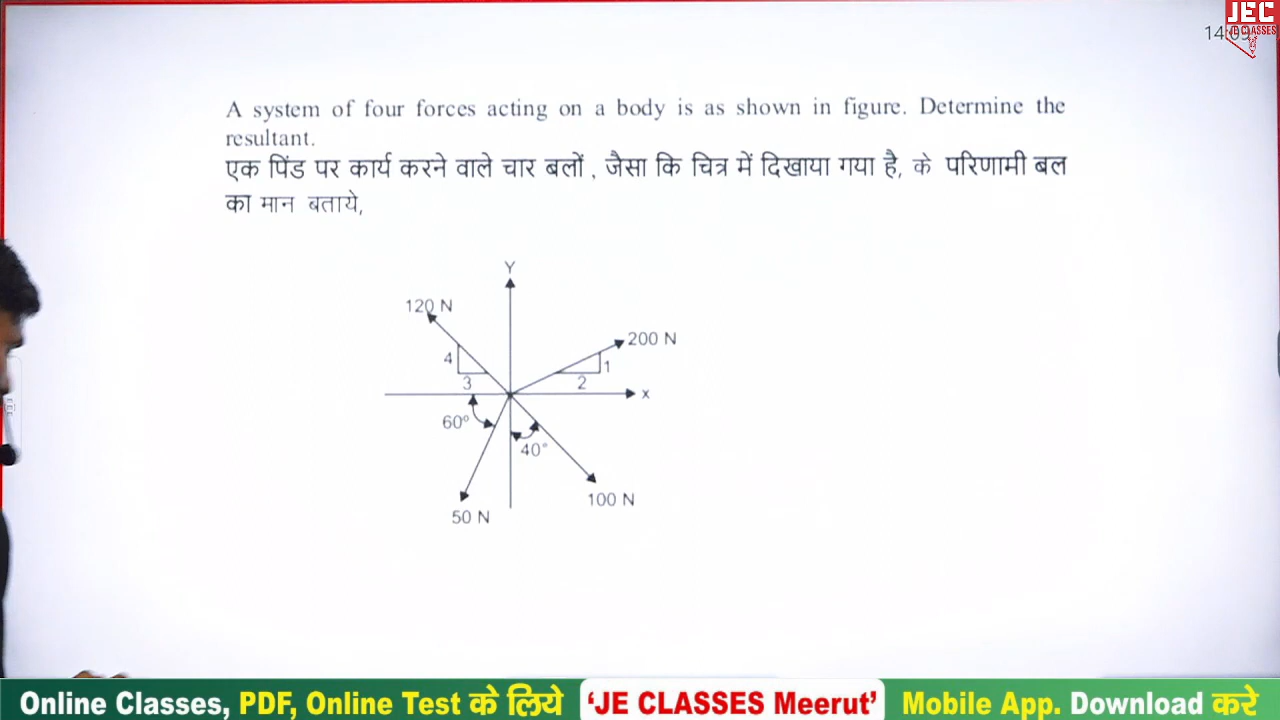 JEC
JE CLASSES
A system of four forces acting on a body is as shown in figure. Determine the
resultant.
एक पिंड पर कार्य करने वाले चार बलों , जैसा कि चित्र में दिखाया गया है, के परिणामी बल
का मान बताये,
Y
120 N
200 N
4
1
3
2
x
60°
40°
100 N
50 N
Online Classes, PDF, Online Test के लिये 'JE CLASSES Meerut' Mobile App. Download करे